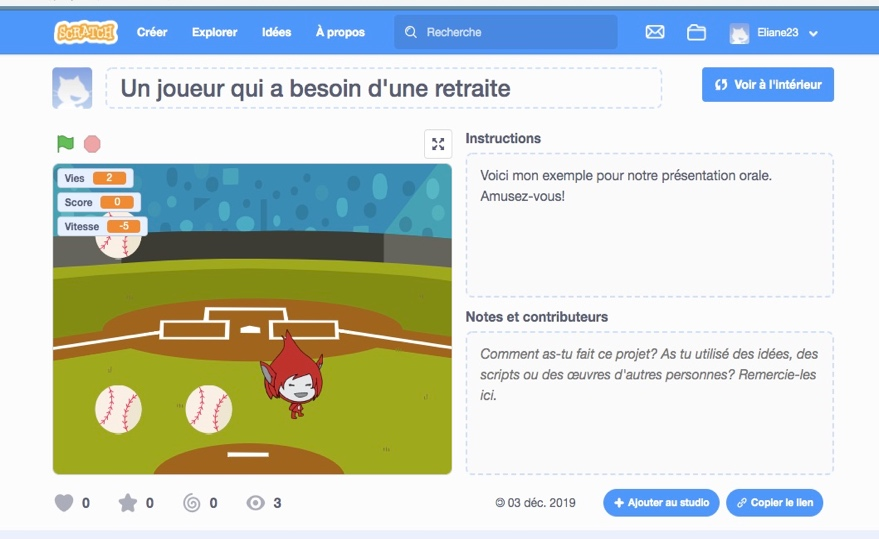 SCRATCH Créer Explorer Idées À propos Recherche Eliane23
Un joueur qui a besoin d'une retraite
Voir à l'intérieur
Instructions
Vies 2
Score 0
Vitesse -5
Voici mon exemple pour notre présentation orale.
Amusez-vous!
Notes et contributeurs
Comment as-tu fait ce projet? As tu utilisé des idées, des
scripts ou des œuvres d'autres personnes? Remercie-les
ici.
0 0 0 3
© 03 déc. 2019
Ajouter au studio
Copier le lien